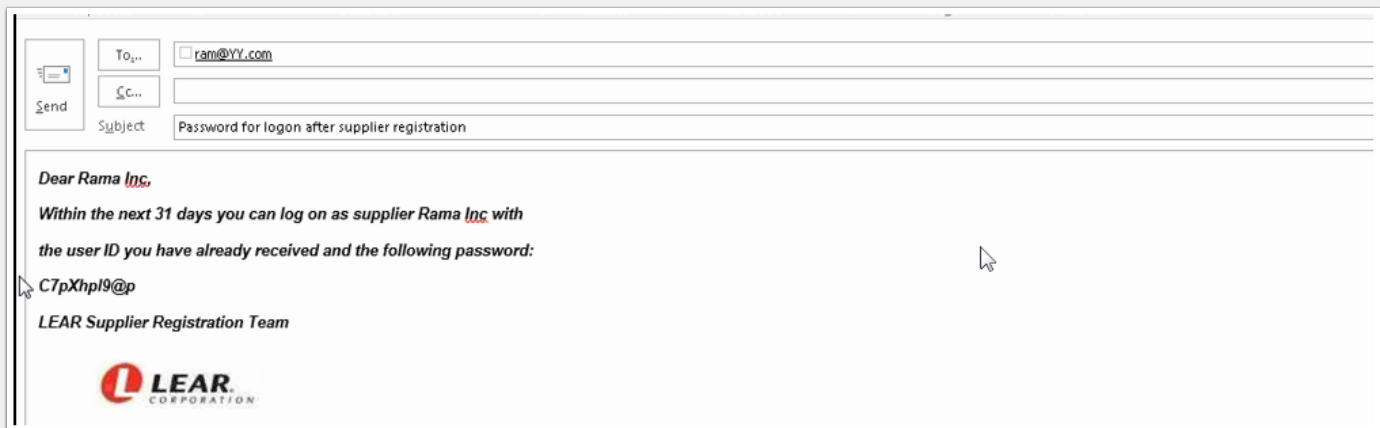 To...
ram@YY.com
Cc...
Send
Subject
Password for logon after supplier registration
Dear Rama Inc,
Within the next 31 days you can log on as supplier Rama Inc with
the user ID you have already received and the following password:
C7pXhpl9@p
LEAR Supplier Registration Team
L LEAR.
CORPORATION